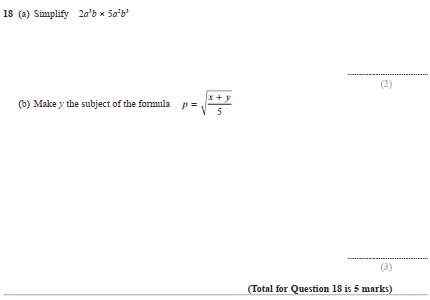 18 (a) Simplify 2a³b × 5a²b³
(2)
(b) Make y the subject of the formula p = √((x + y)/5)
(3)
(Total for Question 18 is 5 marks)